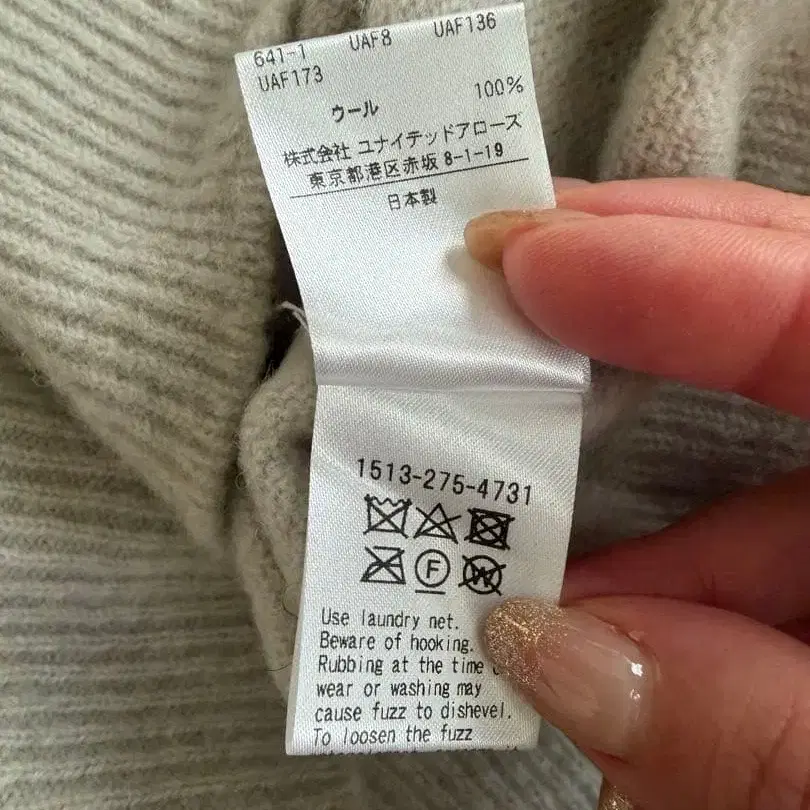 641-1 UAF8 UAF136
UAF173
ウール 100%
株式会社 ユナイテッドアローズ
東京都港区赤坂 8-1-19
日本製
1513-275-4731
F W
Use laundry net.
Beware of hooking.
Rubbing at the time
wear or washing may
cause fuzz to dishevel.
To loosen the fuzz